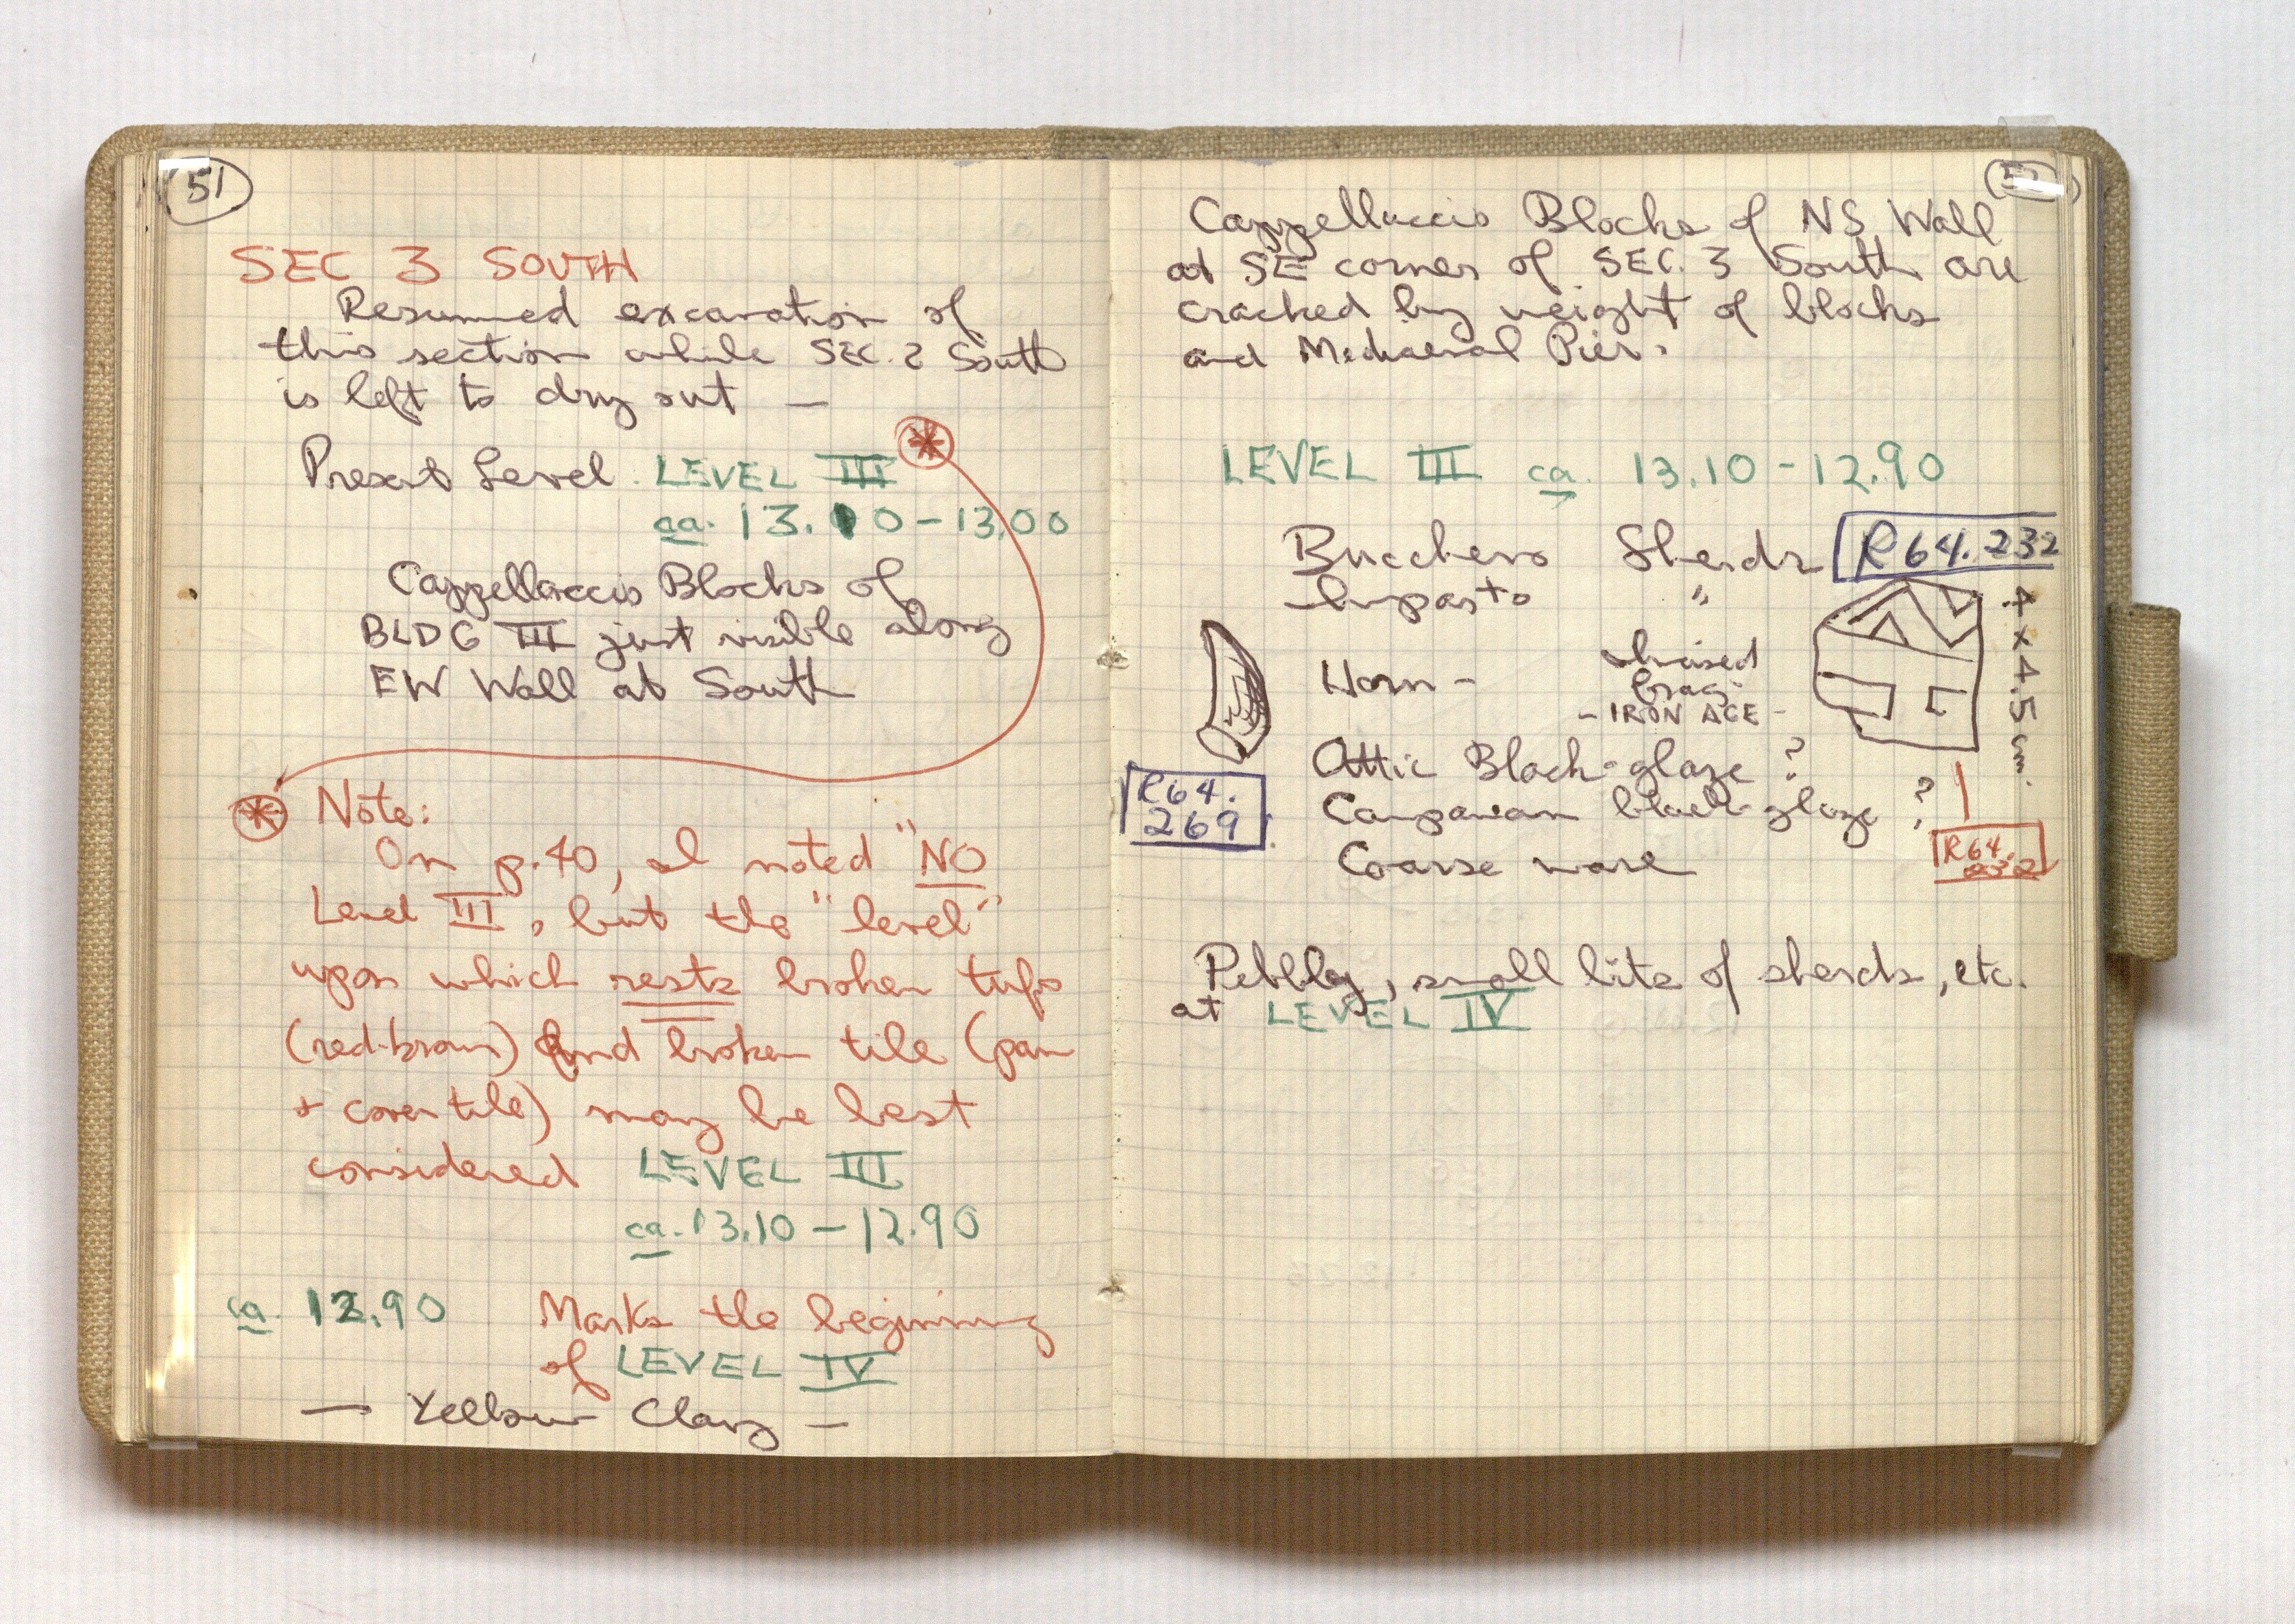 51
SEC 3 SOUTH
Resumed excavation of
this section while SEC. 2 South
is left to dry out —
Present Level. LEVEL III *
ca. 13.10 - 13.00
Cappellaccio Blocks of
BLDG III just visible along
EW Wall at South
* Note:
On p. 40, I noted "NO
Level III", but the "level"
upon which rests broken tufo
(red-brown) and broken tile (pan
+ cover tile) may be best
considered LEVEL III
ca. 13.10 - 12.90
ca. 12.90 Marks the beginning
of LEVEL IV
— Yellow Clay —
Cappellaccio Blocks of NS Wall
at SE corner of SEC. 3 South are
cracked by weight of blocks
and Mediaeval Pier.
LEVEL III ca. 13.10 - 12.90
Bucchero Sherds R64.232
Impasto "
Horn - Incised
frag.
- IRON AGE -
4 x 4.5 cm.
Attic Black-glaze ?
R64.
269
Campanian black-glaze ?
Coarse ware
R64.
232
Pebbly, small bits of sherds, etc.
at LEVEL IV